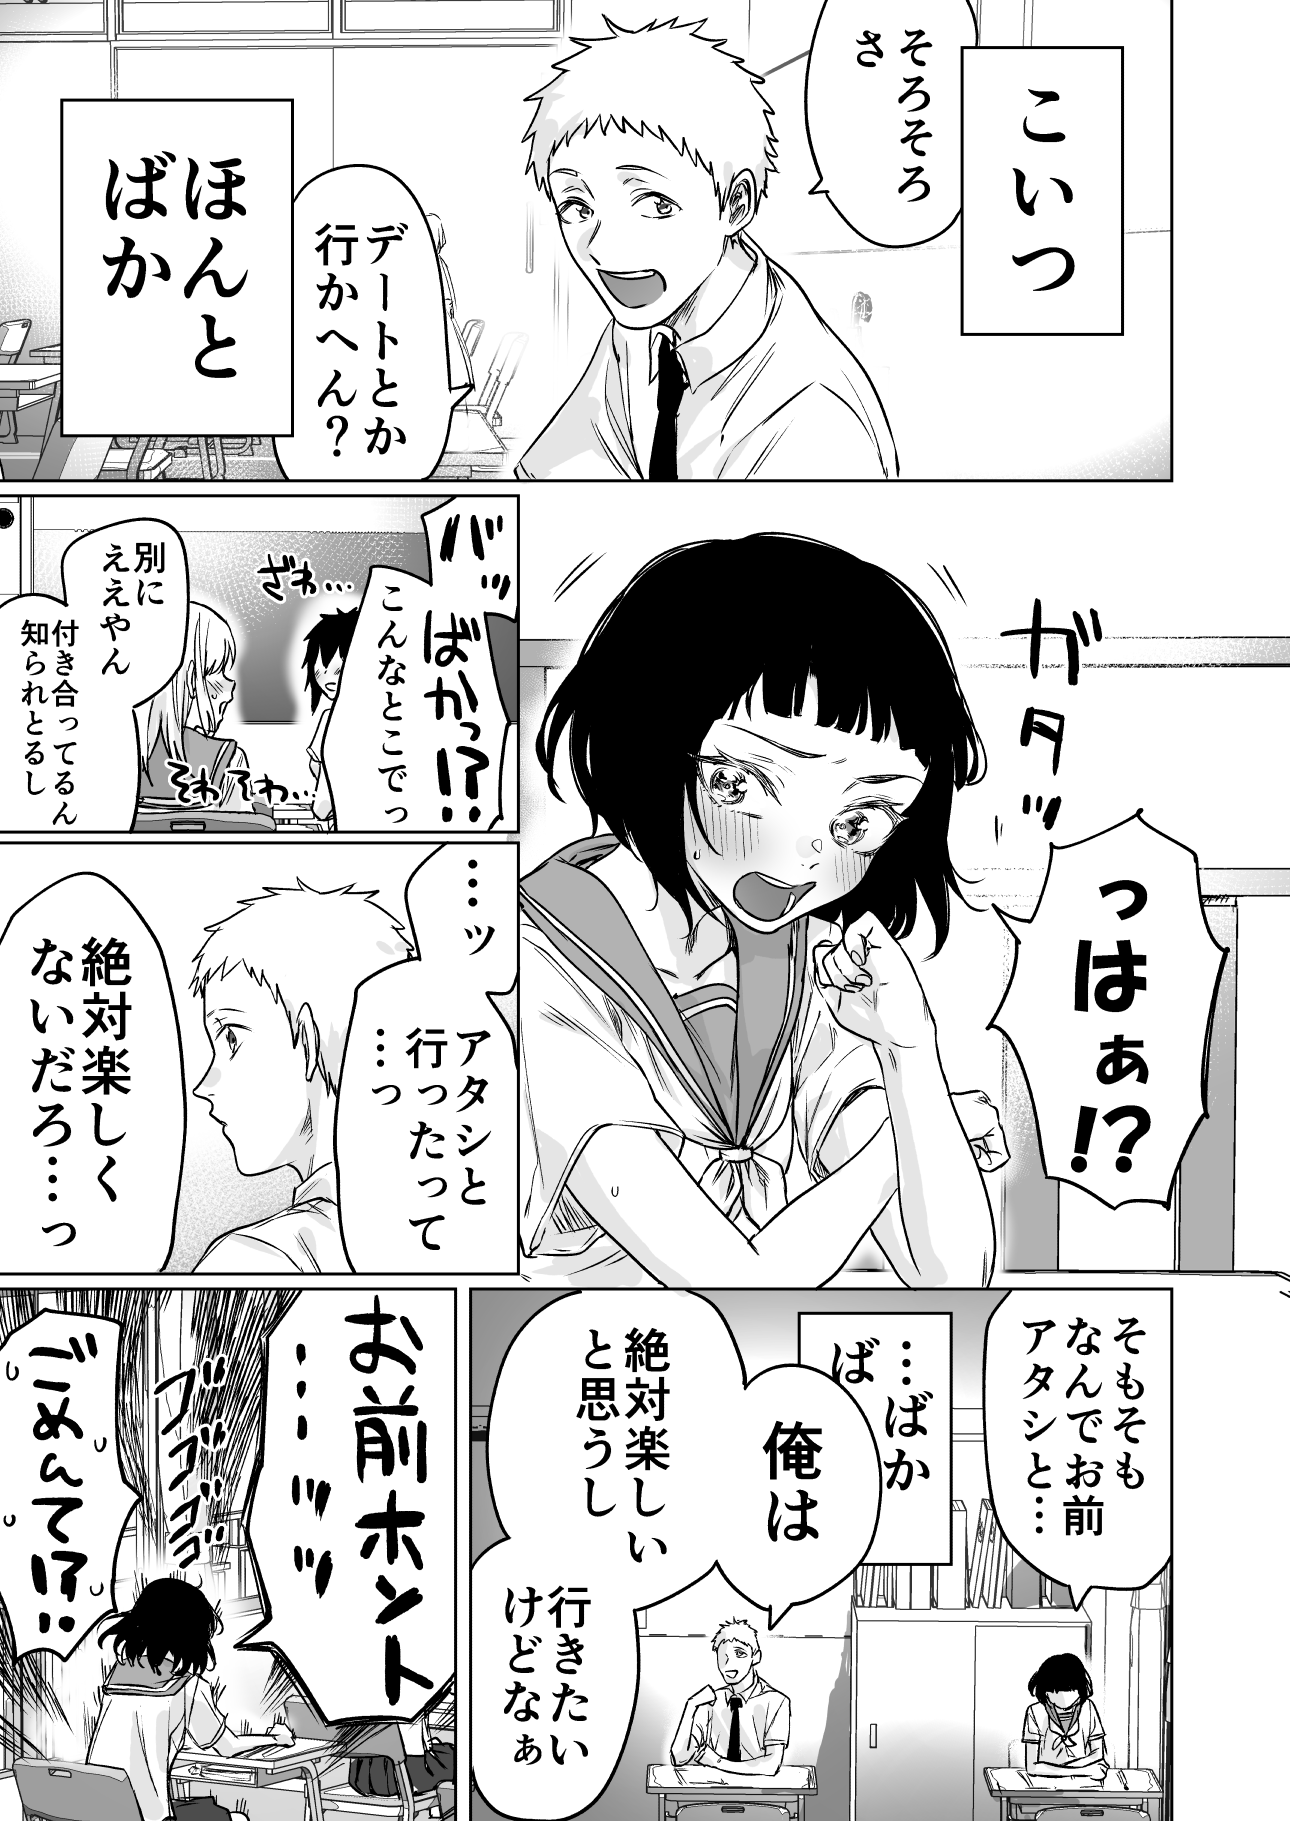 こいつ
そろそろ
さ
デートとか
行かへん？
ほんと
ばか
ガタッ
っはぁ!?
バッ
ばかっ!?
こんなとこでっ
ざわ…
別に
ええやん
付き合ってるん
知られとるし
そわそわ…
…ッ
アタシと
行ったって
…っ
絶対楽しく
ないだろ…っ
そもそも
なんでお前
アタシと…
…ばか
ば
俺は
絶対楽しい
と思うし
行きたい
けどなぁ
お前ホント
……ッッ
ゴゴゴゴ
ごめんて!?